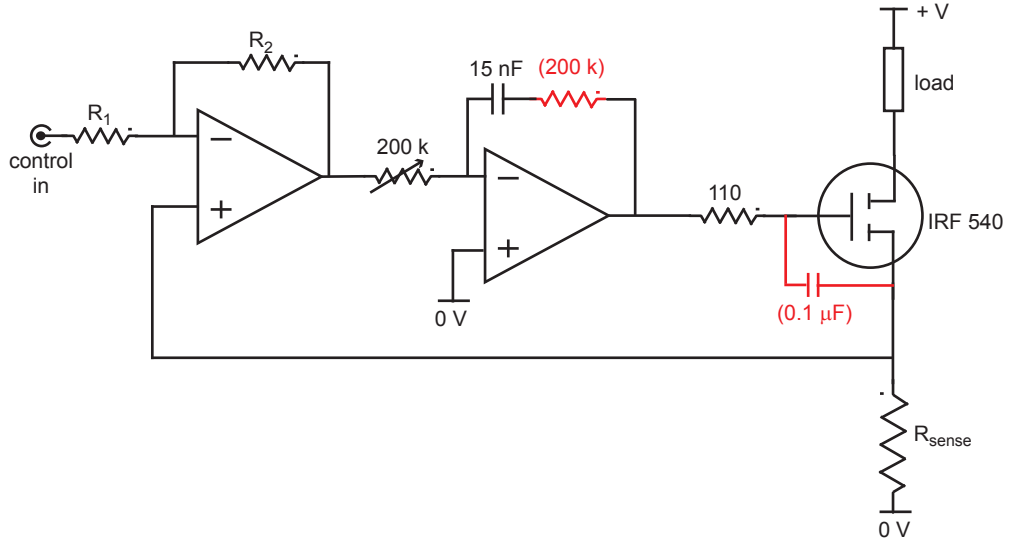 + V
R2
15 nF
(200 k)
load
R1
control
in
200 k
110
IRF 540
0 V
(0.1 µF)
Rsense
0 V